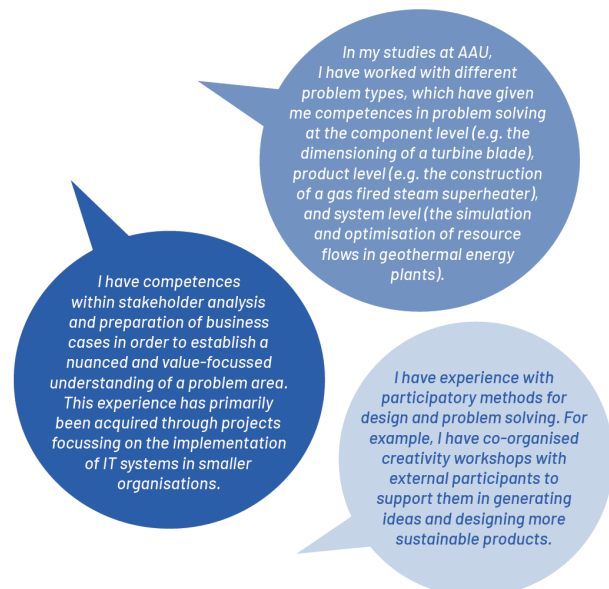 In my studies at AAU,
I have worked with different
problem types, which have given
me competences in problem solving
at the component level (e.g. the
dimensioning of a turbine blade),
product level (e.g. the construction
of a gas fired steam superheater),
and system level (the simulation
and optimisation of resource
flows in geothermal energy
plants).
I have competences
within stakeholder analysis
and preparation of business
cases in order to establish a
nuanced and value-focussed
understanding of a problem area.
This experience has primarily
been acquired through projects
focussing on the implementation
of IT systems in smaller
organisations.
I have experience with
participatory methods for
design and problem solving. For
example, I have co-organised
creativity workshops with
external participants to
support them in generating
ideas and designing more
sustainable products.